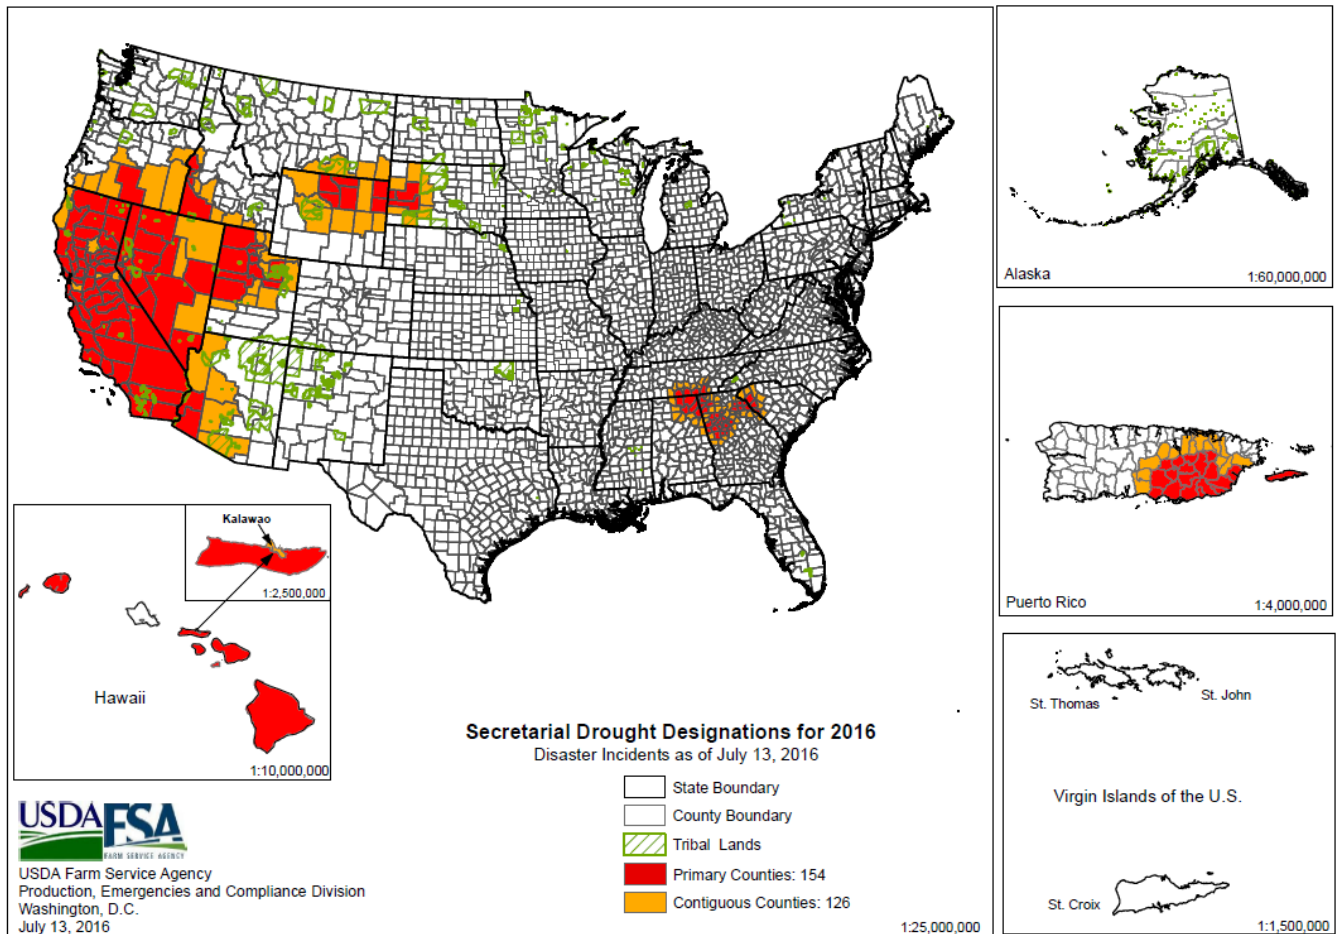 Alaska
1:60,000,000
Puerto Rico
1:4,000,000
Kalawao
1:2,500,000
Hawaii
1:10,000,000
St. Thomas
St. John
Virgin Islands of the U.S.
St. Croix
1:1,500,000
Secretarial Drought Designations for 2016
Disaster Incidents as of July 13, 2016
State Boundary
County Boundary
Tribal Lands
Primary Counties: 154
Contiguous Counties: 126
1:25,000,000
USDA FSA
FARM SERVICE AGENCY
USDA Farm Service Agency
Production, Emergencies and Compliance Division
Washington, D.C.
July 13, 2016